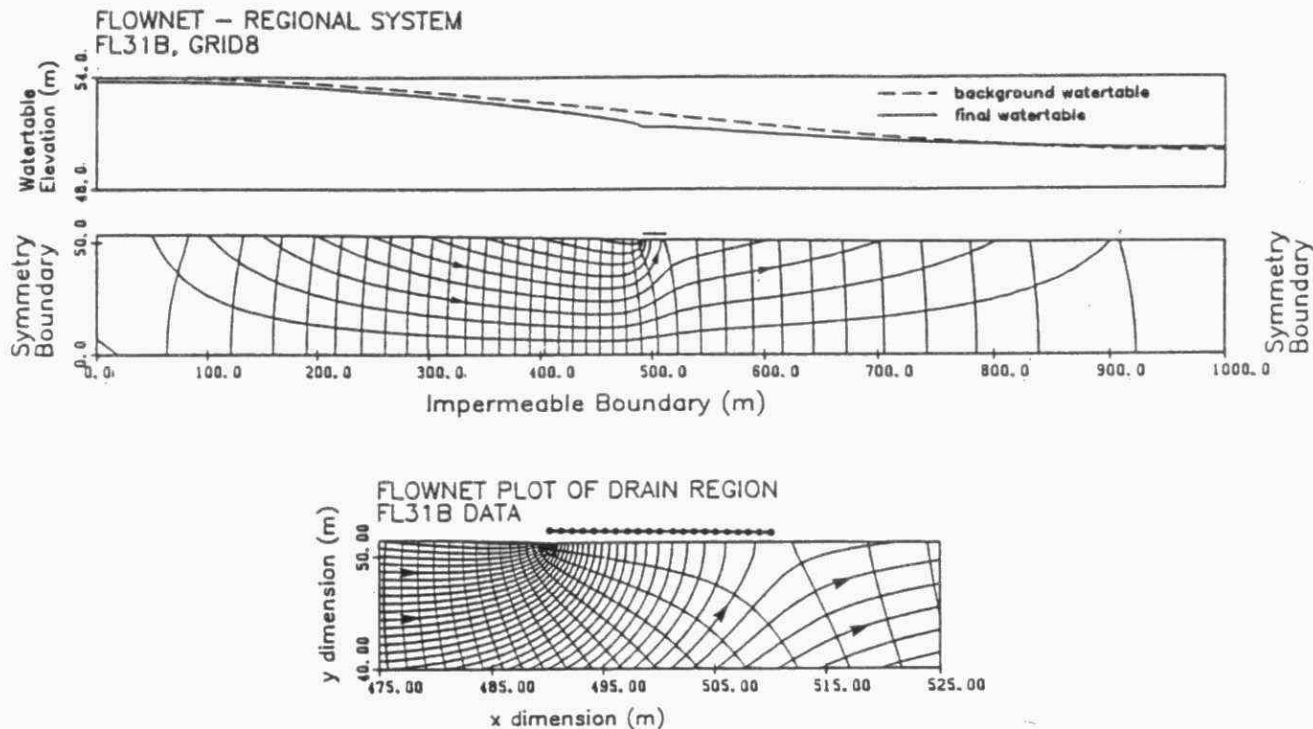 FLOWNET – REGIONAL SYSTEM
FL31B, GRID8
Watertable
Elevation (m)
54.0.
48.0.
background watertable
final watertable
Symmetry
Boundary
50.0
0.0
Symmetry
Boundary
0.0. 100.0 200.0 300.0 400.0 500.0 600.0 700.0 800.0 900.0 1000.0
Impermeable Boundary (m)
FLOWNET PLOT OF DRAIN REGION
FL31B DATA
y dimension (m)
50.00
40.00
475.00 485.00 495.00 505.00 515.00 525.00
x dimension (m)